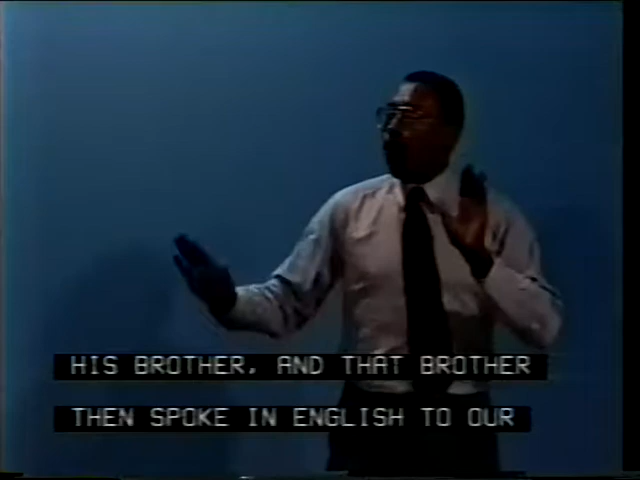 HIS BROTHER. AND THAT BROTHER
THEN SPOKE IN ENGLISH TO OUR